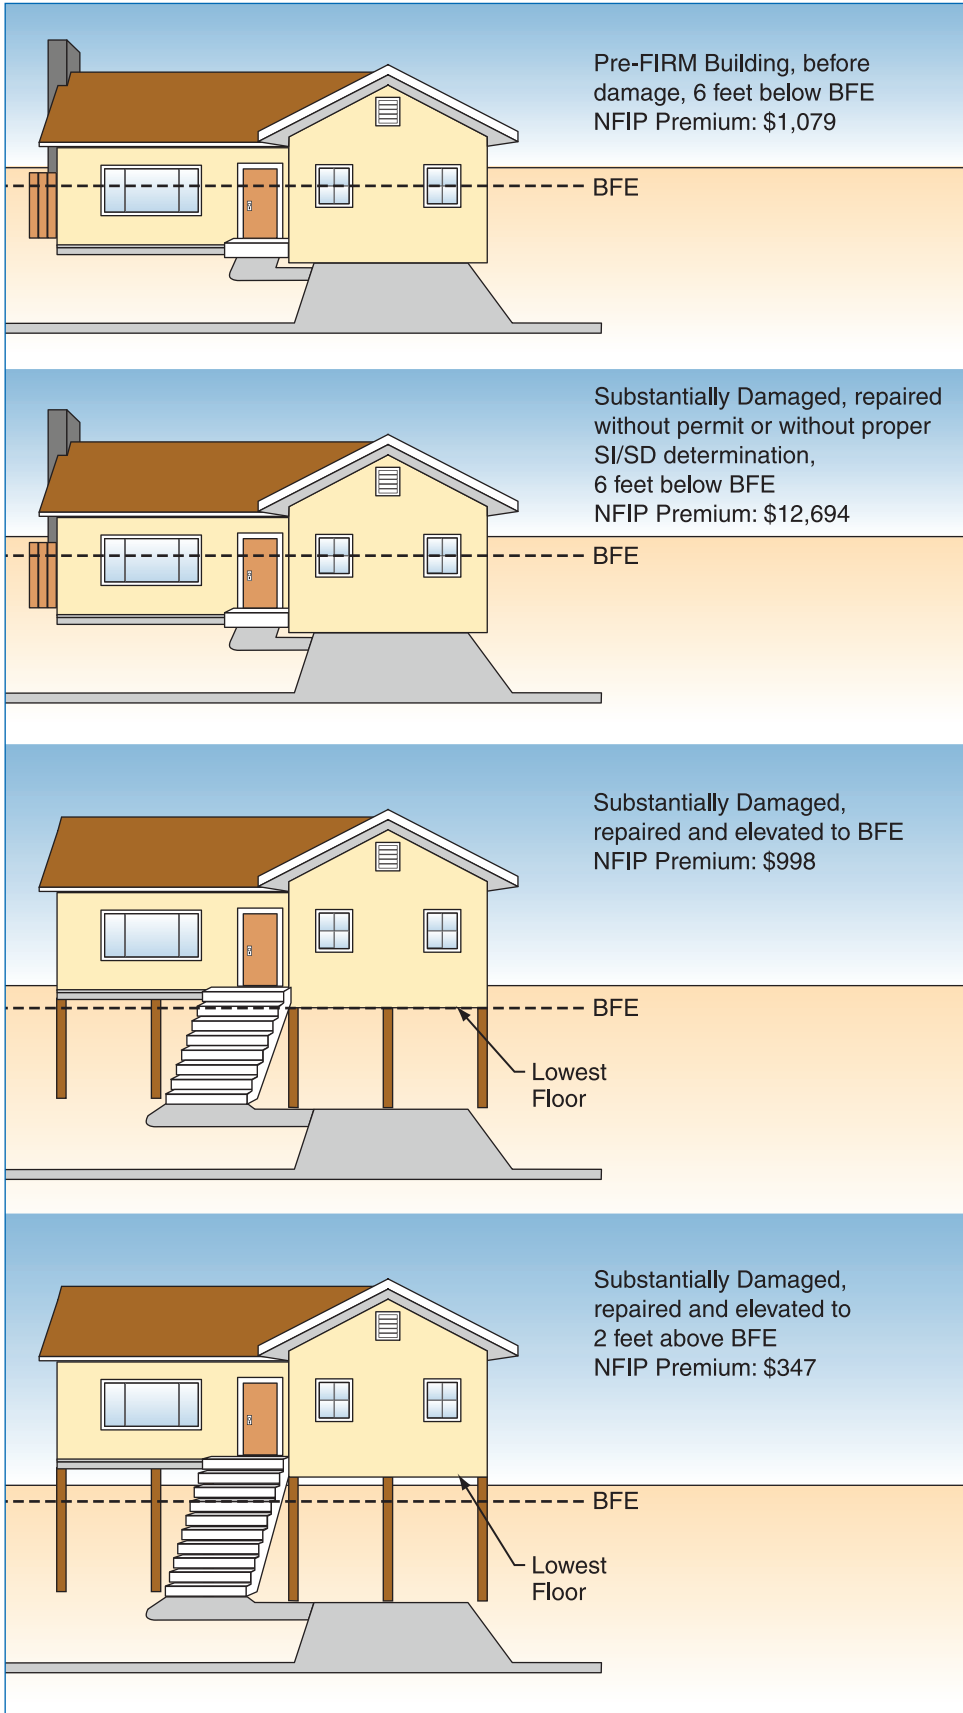 Pre-FIRM Building, before
damage, 6 feet below BFE
NFIP Premium: $1,079
BFE
Substantially Damaged, repaired
without permit or without proper
SI/SD determination,
6 feet below BFE
NFIP Premium: $12,694
BFE
Substantially Damaged,
repaired and elevated to BFE
NFIP Premium: $998
BFE
Lowest
Floor
Substantially Damaged,
repaired and elevated to
2 feet above BFE
NFIP Premium: $347
BFE
Lowest
Floor